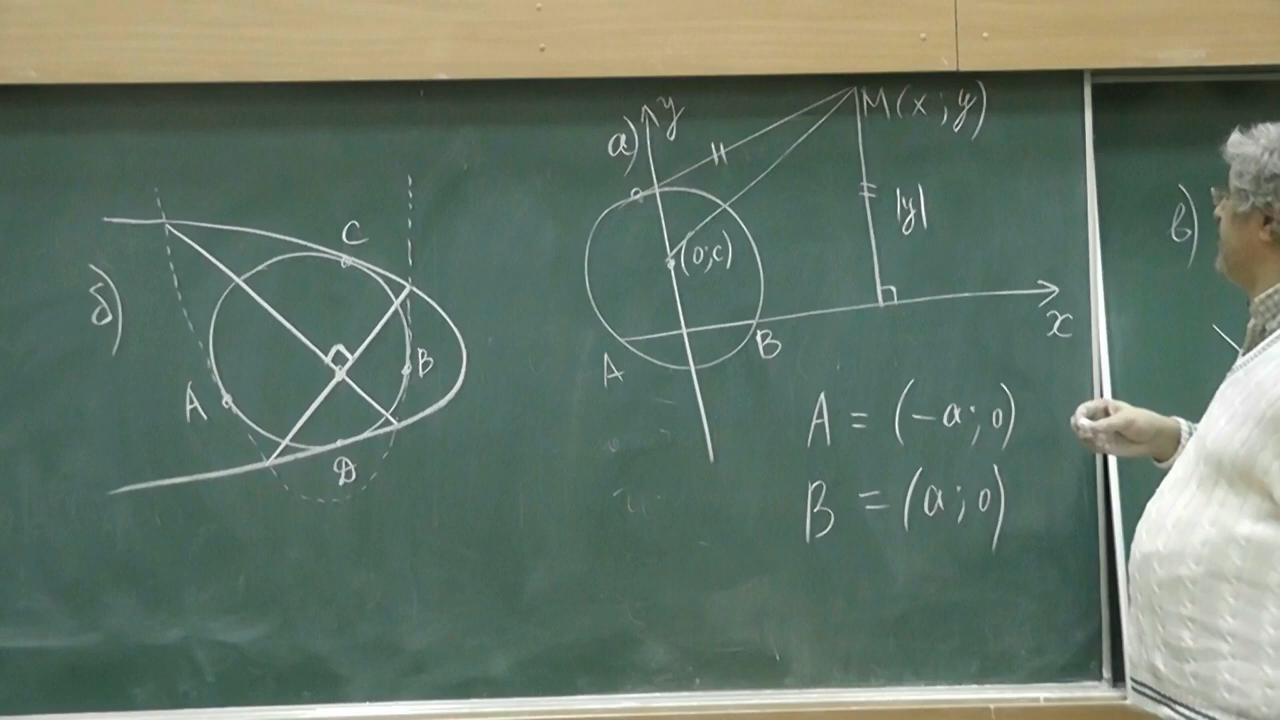 б)
C
A
B
D
а)
y
M(x;y)
|y|
(0;c)
x
A
B
A = (-a;0)
B = (a;0)
в)